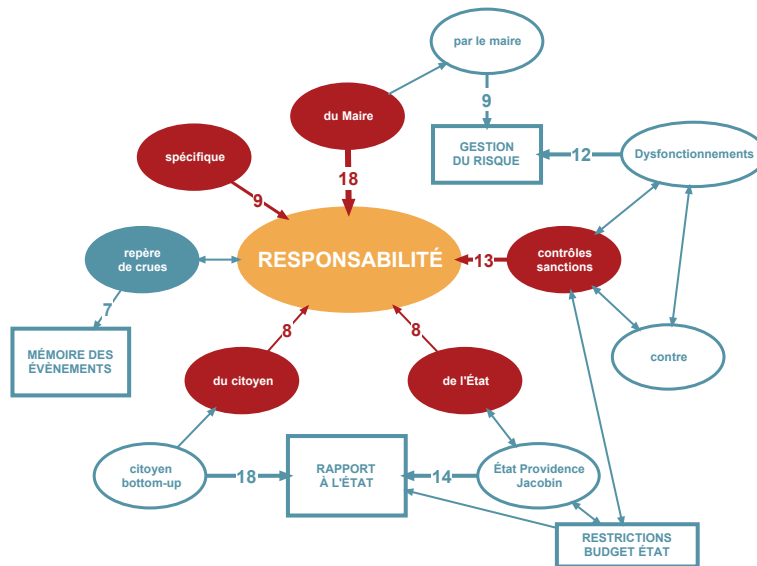 par le maire
9
du Maire
GESTION
DU RISQUE
12
Dysfonctionnements
spécifique
18
9
repère
de crues
RESPONSABILITÉ
13
contrôles
sanctions
7
MÉMOIRE DES
ÉVÈNEMENTS
8
8
contre
du citoyen
de l'État
citoyen
bottom-up
18
RAPPORT
À L'ÉTAT
14
État Providence
Jacobin
RESTRICTIONS
BUDGET ÉTAT